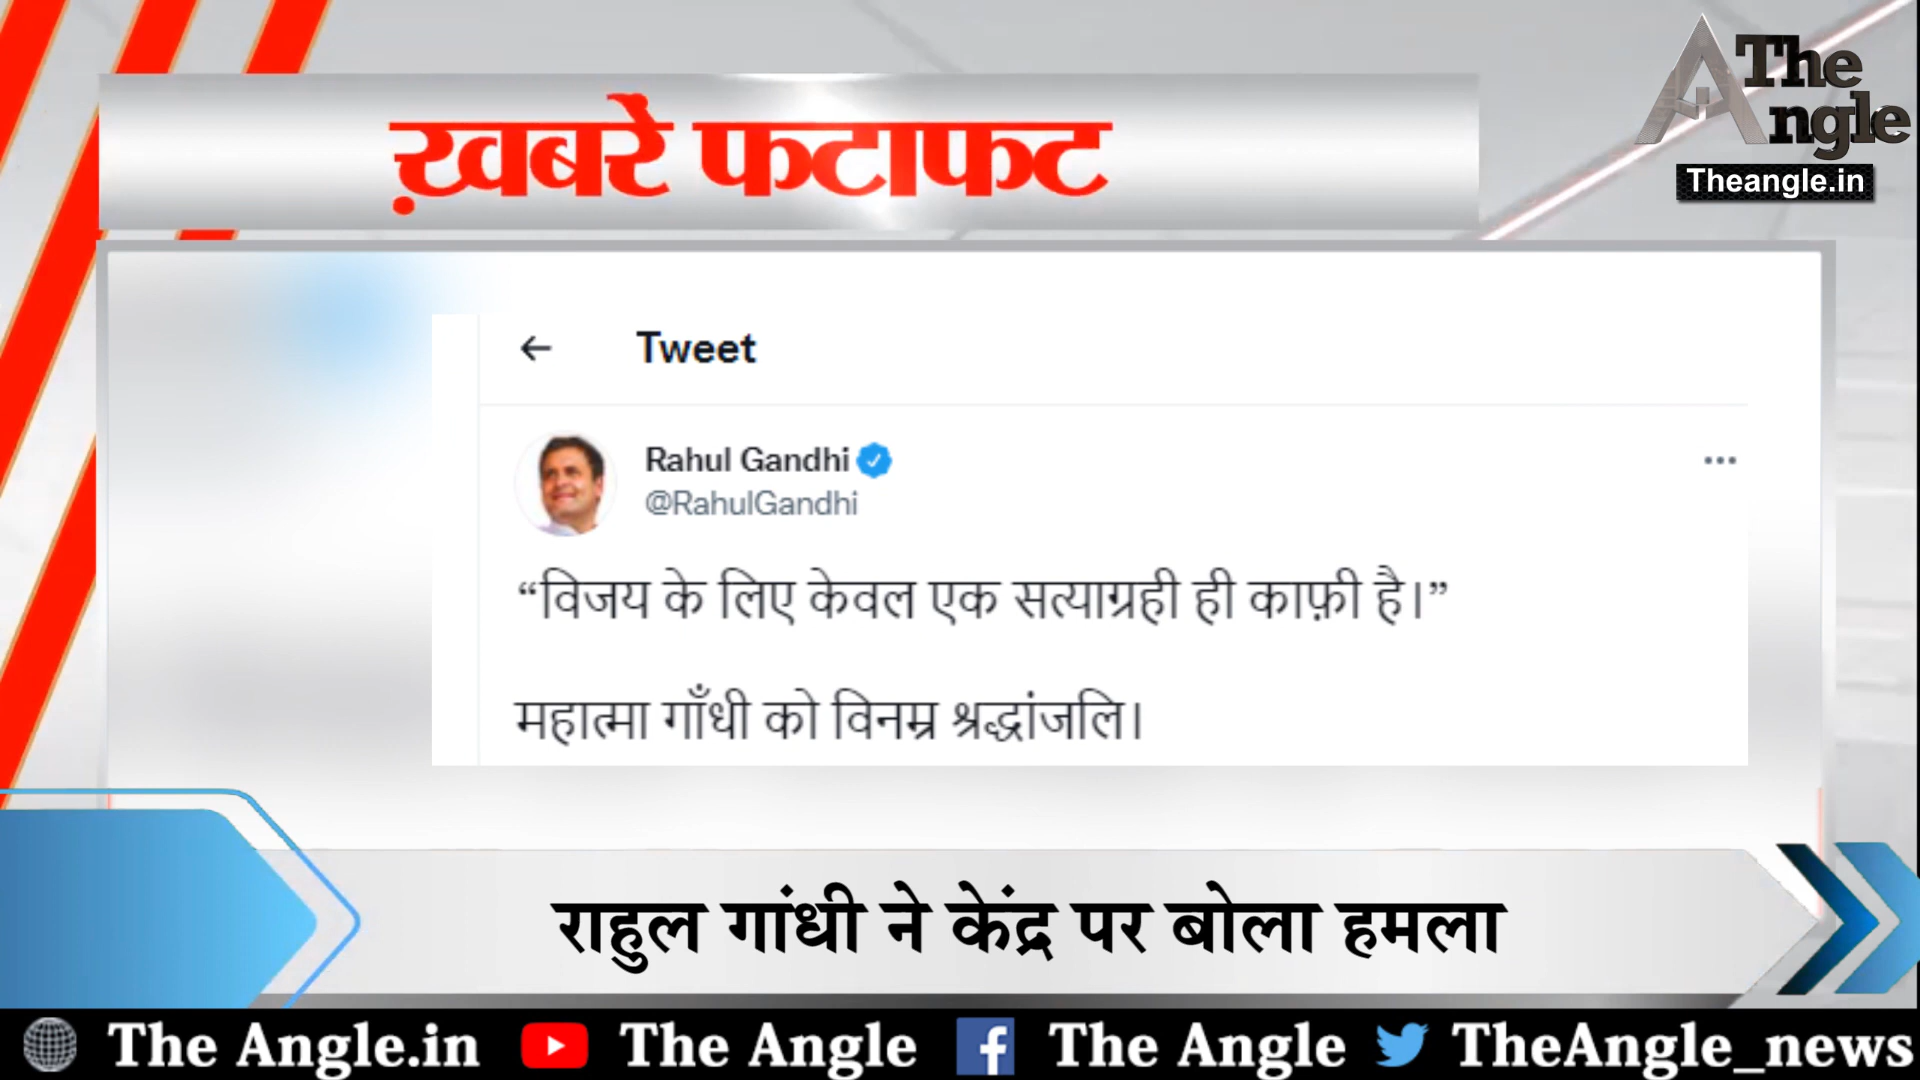 ख़बरें फटाफट
The
Angle
Theangle.in
← Tweet
Rahul Gandhi
@RahulGandhi
“विजय के लिए केवल एक सत्याग्रही ही काफ़ी है।”
महात्मा गाँधी को विनम्र श्रद्धांजलि।
राहुल गांधी ने केंद्र पर बोला हमला
The Angle.in The Angle The Angle TheAngle_news